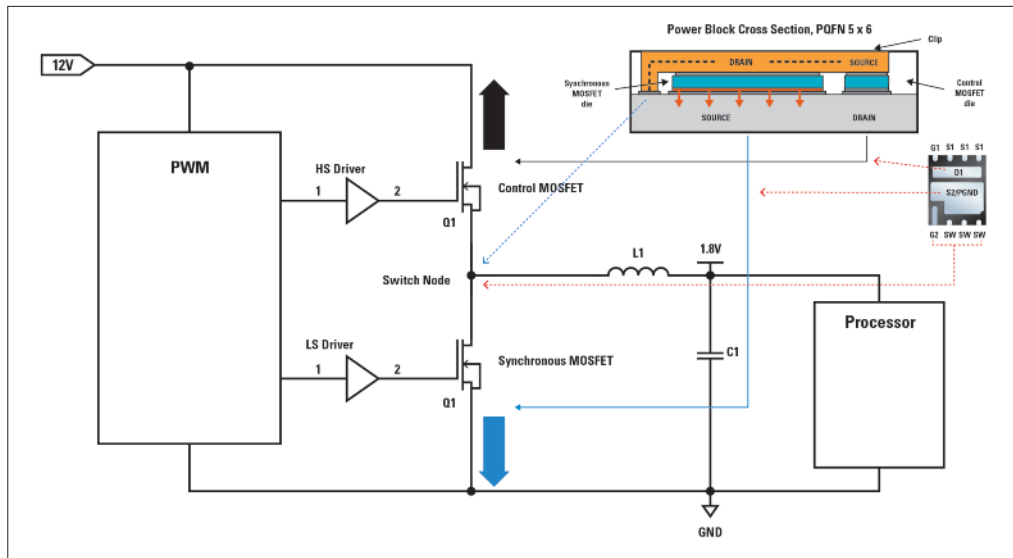 Power Block Cross Section, PQFN 5 x 6
Clip
12V
DRAIN
SOURCE
Synchronous
MOSFET
die
Control
MOSFET
die
SOURCE
DRAIN
PWM
HS Driver
1
2
Control MOSFET
Q1
G1 S1 S1 S1
D1
S2/PGND
G2 SW SW SW
Switch Node
L1
1.8V
LS Driver
1
2
Synchronous MOSFET
Q1
C1
Processor
GND